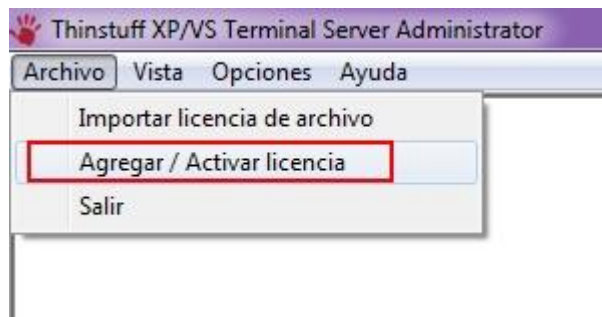 Thinstuff XP/VS Terminal Server Administrator
Archivo Vista Opciones Ayuda
Importar licencia de archivo
Agregar / Activar licencia
Salir